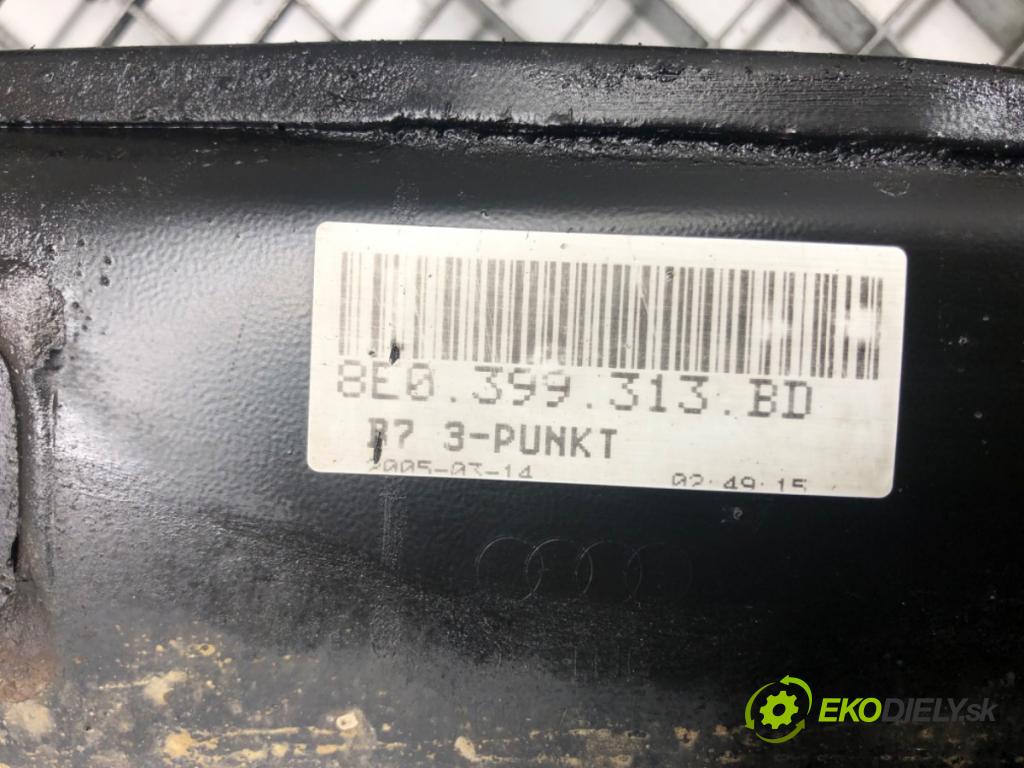 8E0.399.313.BD
B7 3-PUNKT
2005-03-14 02:49:15
EKODIELY.sk